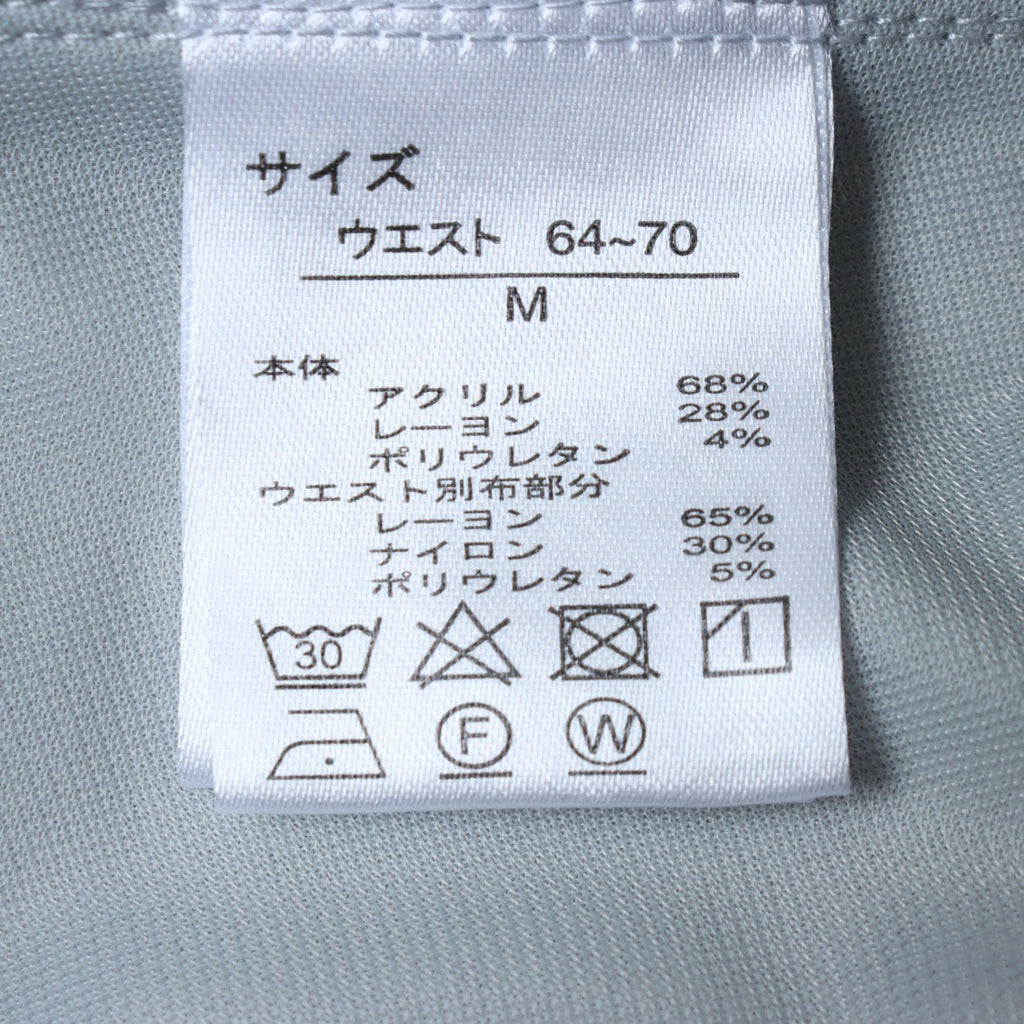 サイズ
ウエスト 64~70
M
本体
アクリル 68%
レーヨン 28%
ポリウレタン 4%
ウエスト別布部分
レーヨン 65%
ナイロン 30%
ポリウレタン 5%
30
F W